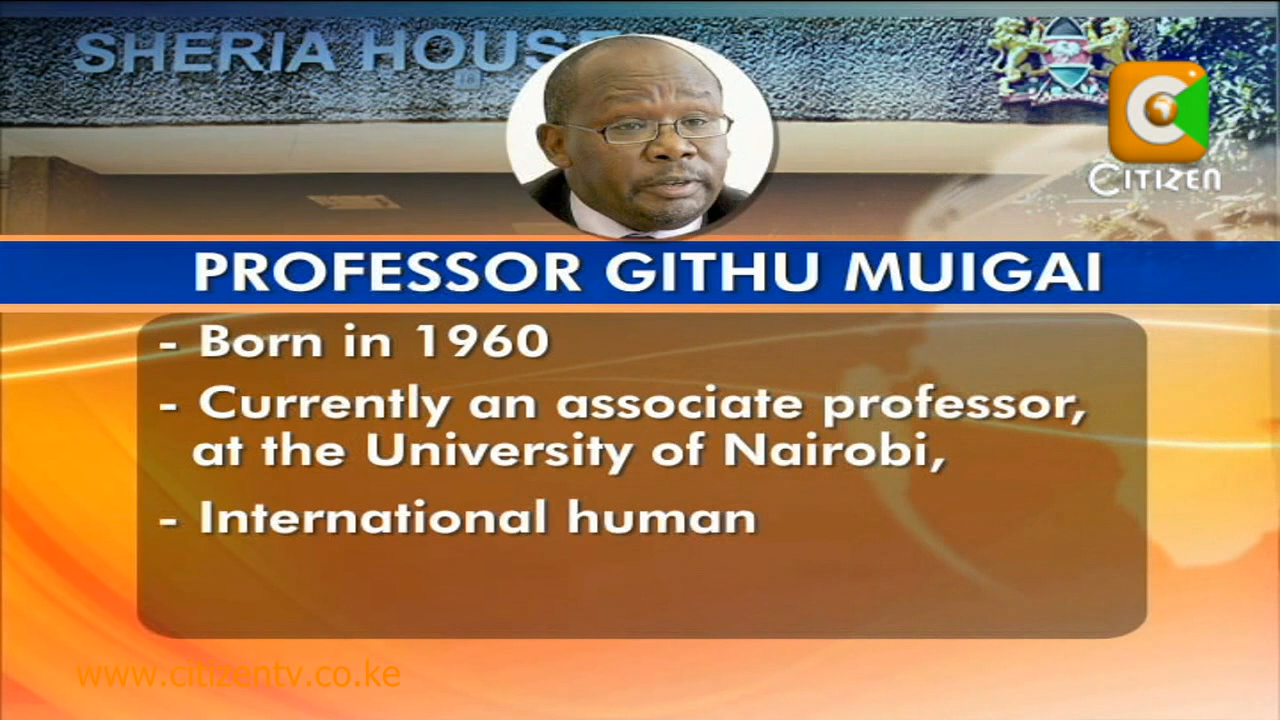 SHERIA HOUSE
CITIZEN
PROFESSOR GITHU MUIGAI
- Born in 1960
- Currently an associate professor,
at the University of Nairobi,
- International human
www.citizentv.co.ke